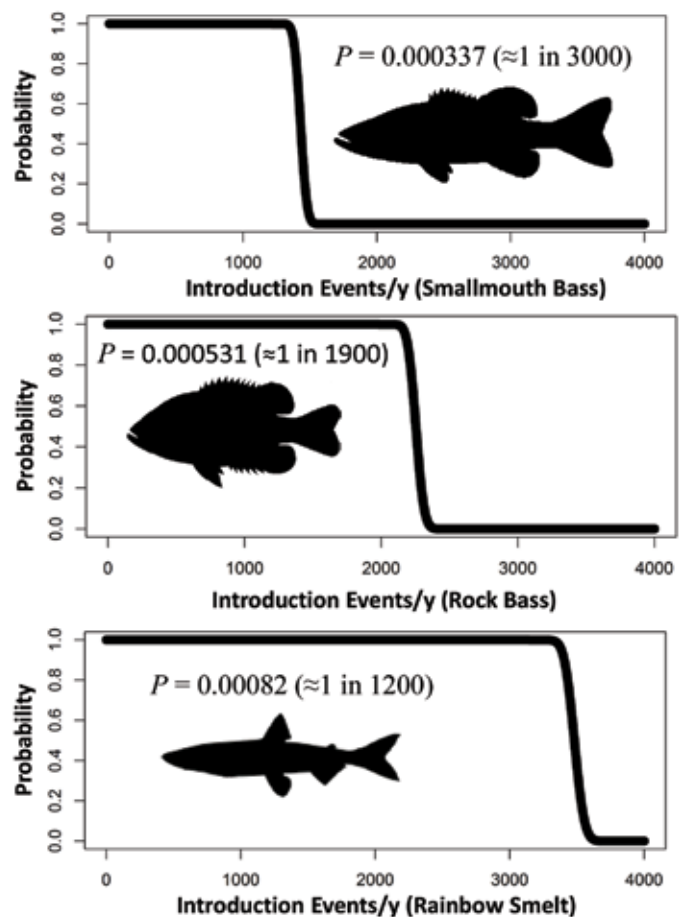 P = 0.000337 (≈1 in 3000)
Probability
0.0 0.2 0.4 0.6 0.8 1.0
0 1000 2000 3000 4000
Introduction Events/y (Smallmouth Bass)
P = 0.000531 (≈1 in 1900)
Probability
0.0 0.2 0.4 0.6 0.8 1.0
0 1000 2000 3000 4000
Introduction Events/y (Rock Bass)
P = 0.00082 (≈1 in 1200)
Probability
0.0 0.2 0.4 0.6 0.8 1.0
0 1000 2000 3000 4000
Introduction Events/y (Rainbow Smelt)